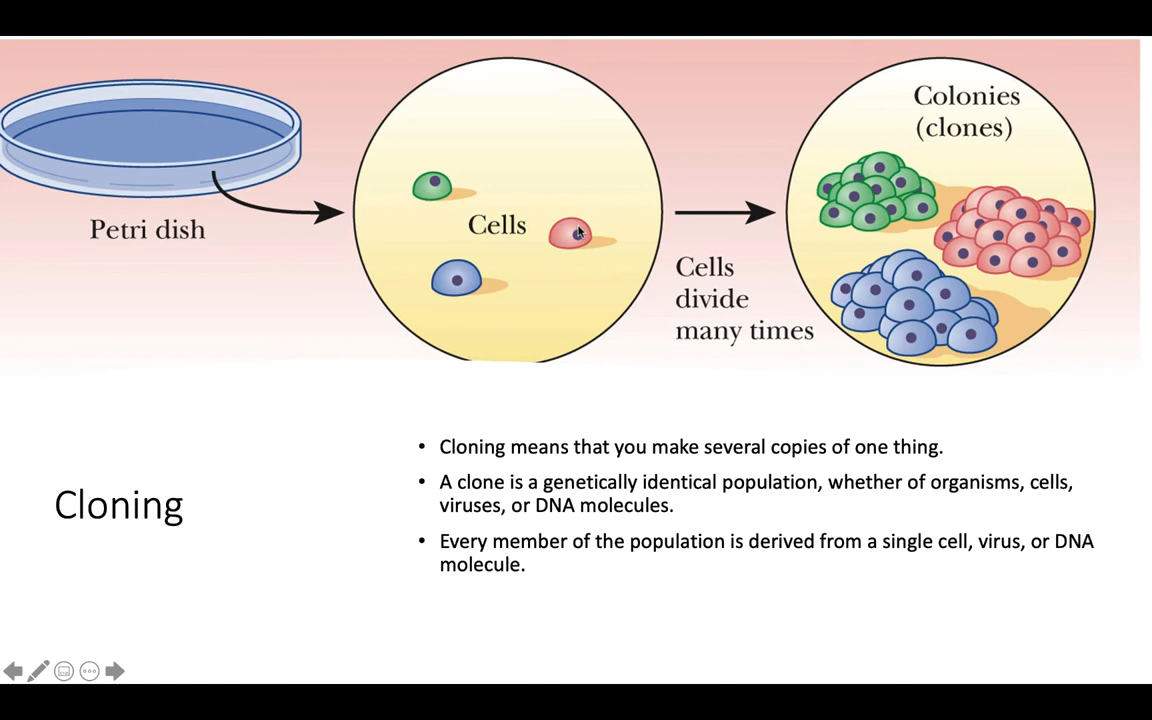 Petri dish
Cells
Cells
divide
many times
Colonies
(clones)
Cloning
• Cloning means that you make several copies of one thing.
• A clone is a genetically identical population, whether of organisms, cells,
viruses, or DNA molecules.
• Every member of the population is derived from a single cell, virus, or DNA
molecule.